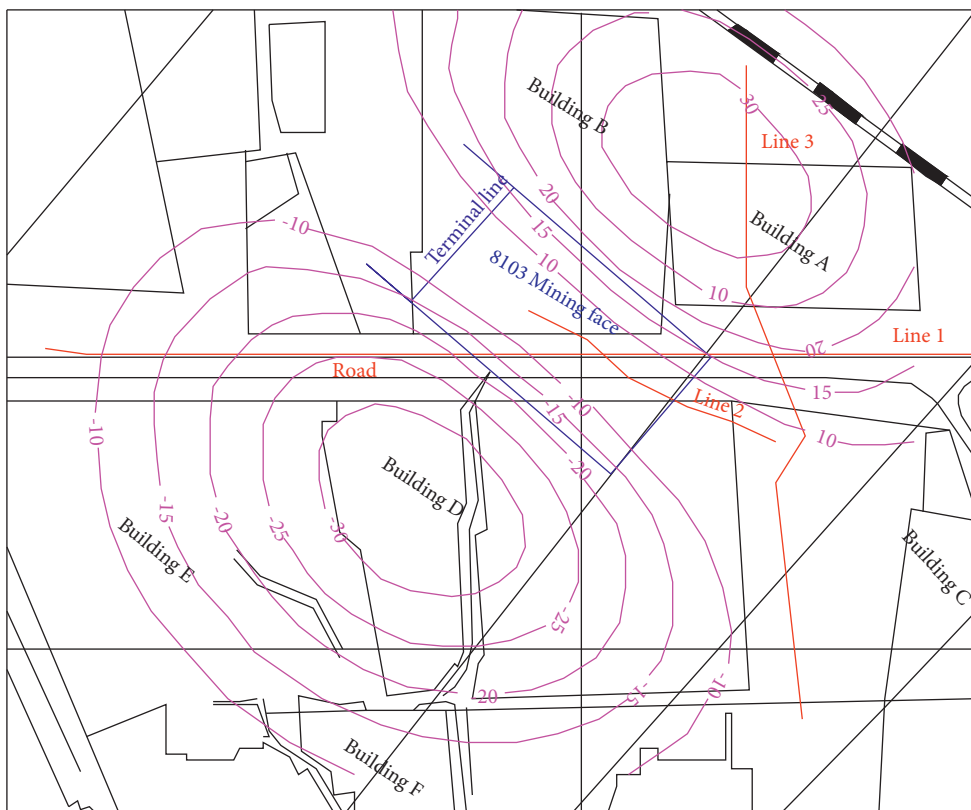 30
25
Building B
Line 3
20
Terminal line
-10
15
Building A
10
8103 Mining face
10
20
Line 1
Road
15
-10
-15
Line 2
10
-10
-20
Building D
-15
-20
-25
-30
Building E
Building C
-25
-10
-15
20
Building F